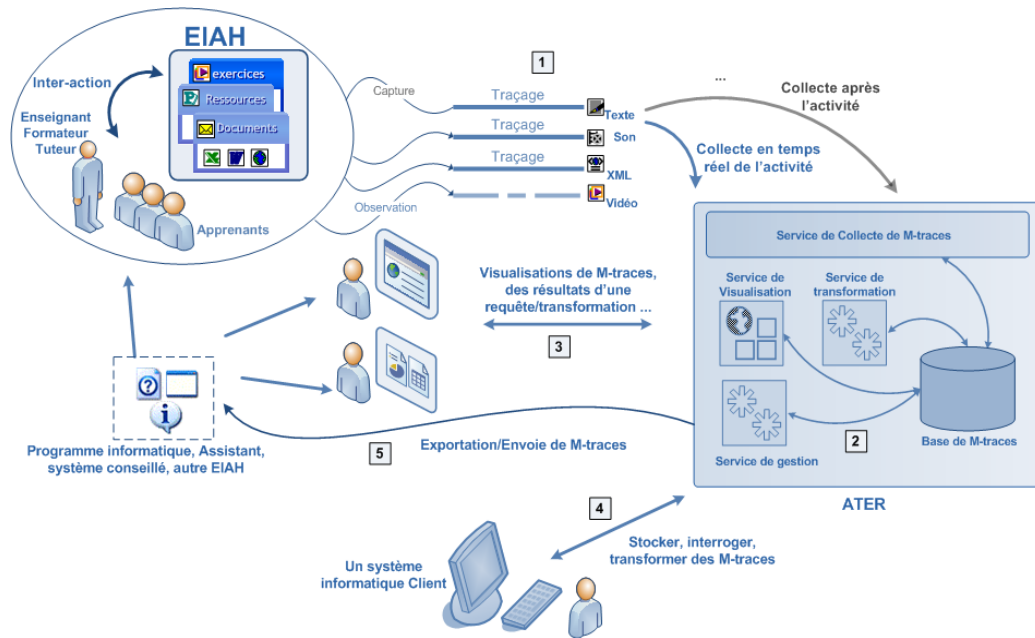 EIAH
Inter-action
exercices
Ressources
Documents
Enseignant
Formateur
Tuteur
Apprenants
1
Capture
Traçage
Texte
Traçage
Son
Traçage
XML
Observation
Vidéo
...
Collecte après
l'activité
Collecte en temps
réel de l'activité
Service de Collecte de M-traces
Service de
Visualisation
Service de
transformation
2
Base de M-traces
Service de gestion
ATER
Visualisations de M-traces,
des résultats d'une
requête/transformation ...
3
Programme informatique, Assistant,
système conseillé, autre EIAH
5
Exportation/Envoie de M-traces
4
Stocker, interroger,
transformer des M-traces
Un système
informatique Client